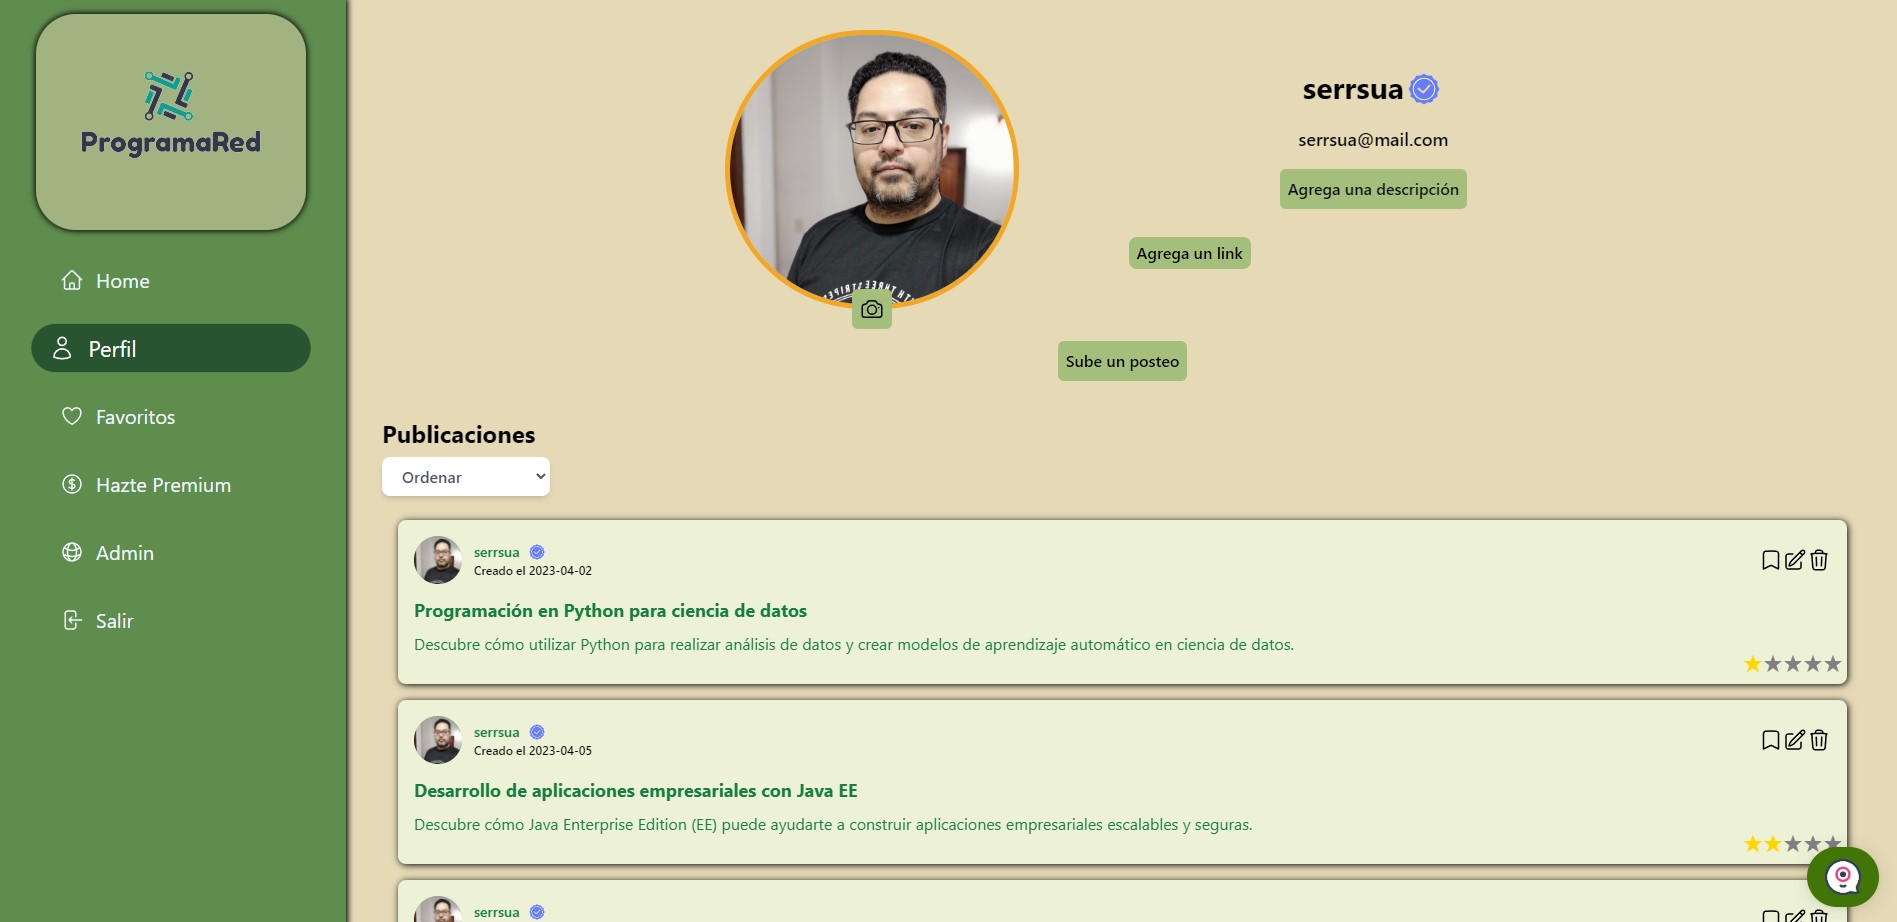 ProgramaRed
Home
Perfil
Favoritos
Hazte Premium
Admin
Salir
serrsua
serrsua@mail.com
Agrega una descripción
Agrega un link
Sube un posteo
Publicaciones
Ordenar
serrsua
Creado el 2023-04-02
Programación en Python para ciencia de datos
Descubre cómo utilizar Python para realizar análisis de datos y crear modelos de aprendizaje automático en ciencia de datos.
serrsua
Creado el 2023-04-05
Desarrollo de aplicaciones empresariales con Java EE
Descubre cómo Java Enterprise Edition (EE) puede ayudarte a construir aplicaciones empresariales escalables y seguras.
serrsua